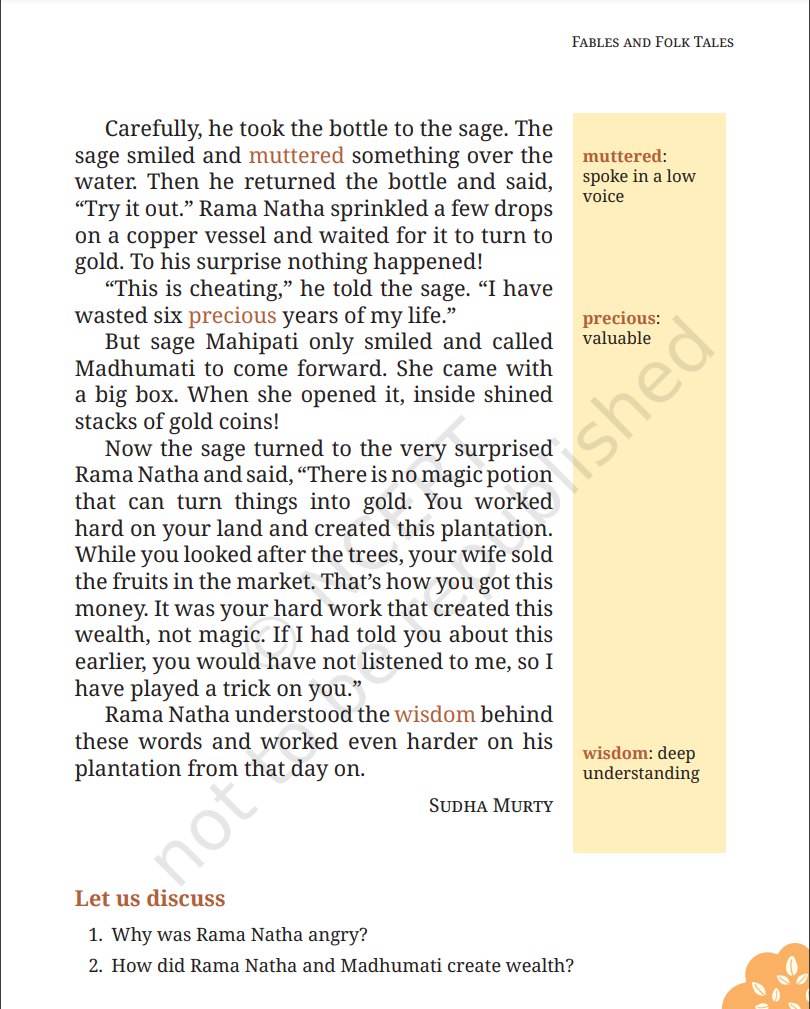 FABLES AND FOLK TALES
Carefully, he took the bottle to the sage. The
sage smiled and muttered something over the
water. Then he returned the bottle and said,
“Try it out.” Rama Natha sprinkled a few drops
on a copper vessel and waited for it to turn to
gold. To his surprise nothing happened!
“This is cheating,” he told the sage. “I have
wasted six precious years of my life.”
But sage Mahipati only smiled and called
Madhumati to come forward. She came with
a big box. When she opened it, inside shined
stacks of gold coins!
Now the sage turned to the very surprised
Rama Natha and said, “There is no magic potion
that can turn things into gold. You worked
hard on your land and created this plantation.
While you looked after the trees, your wife sold
the fruits in the market. That’s how you got this
money. It was your hard work that created this
wealth, not magic. If I had told you about this
earlier, you would have not listened to me, so I
have played a trick on you.”
Rama Natha understood the wisdom behind
these words and worked even harder on his
plantation from that day on.
SUDHA MURTY
muttered:
spoke in a low
voice
precious:
valuable
wisdom: deep
understanding
Let us discuss
1. Why was Rama Natha angry?
2. How did Rama Natha and Madhumati create wealth?
© NCERT
not to be republished